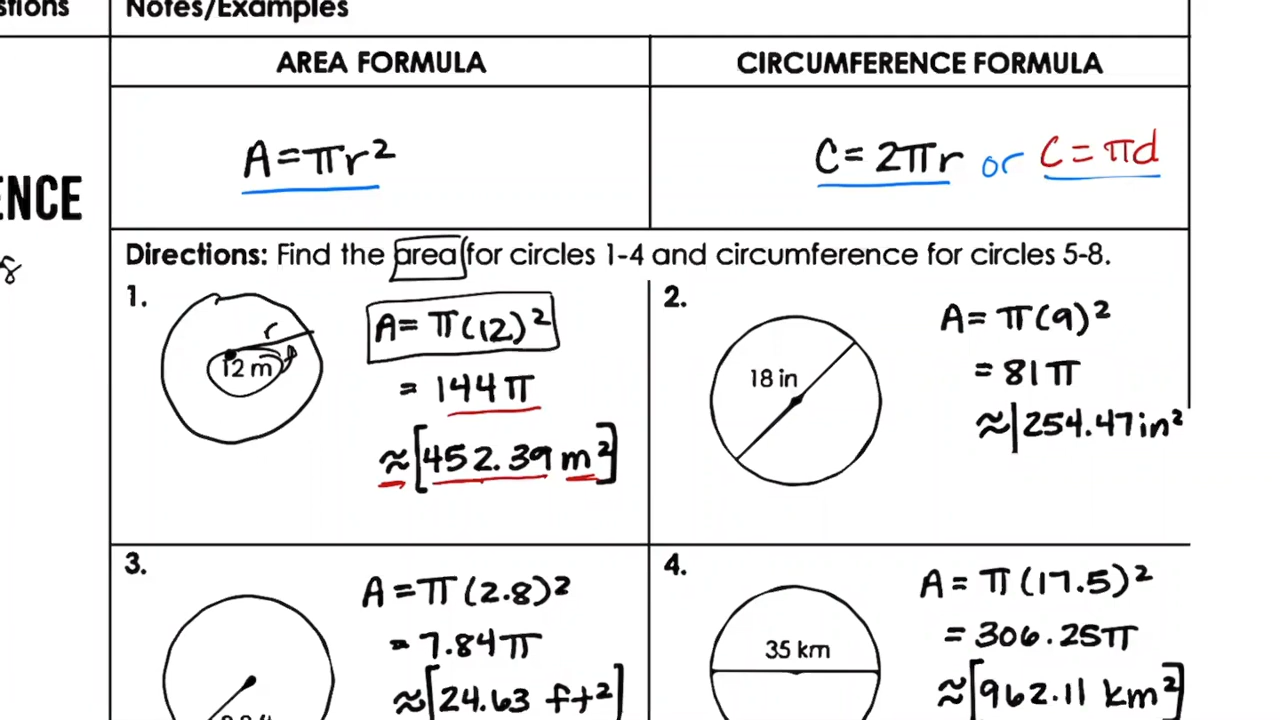 Notes/Examples
AREA FORMULA
CIRCUMFERENCE FORMULA
A = πr²
C = 2πr or C = πd
ENCE
Directions: Find the area for circles 1-4 and circumference for circles 5-8.
1.
r
12 m
A = π(12)²
= 144π
≈ [452.39 m²]
2.
18 in
A = π(9)²
= 81π
≈ 254.47 in²
3.
A = π(2.8)²
= 7.84π
≈ [24.63 ft²]
4.
35 km
A = π(17.5)²
= 306.25π
≈ [962.11 km²]